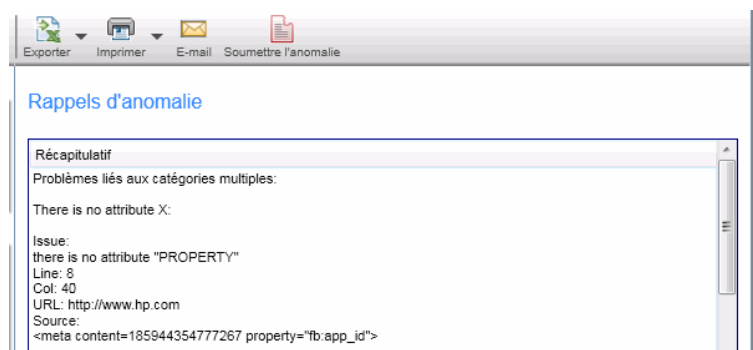 Exporter Imprimer E-mail Soumettre l'anomalie
Rappels d'anomalie
Récapitulatif
Problèmes liés aux catégories multiples:
There is no attribute X:
Issue:
there is no attribute "PROPERTY"
Line: 8
Col: 40
URL: http://www.hp.com
Source:
<meta content=185944354777267 property="fb:app_id">